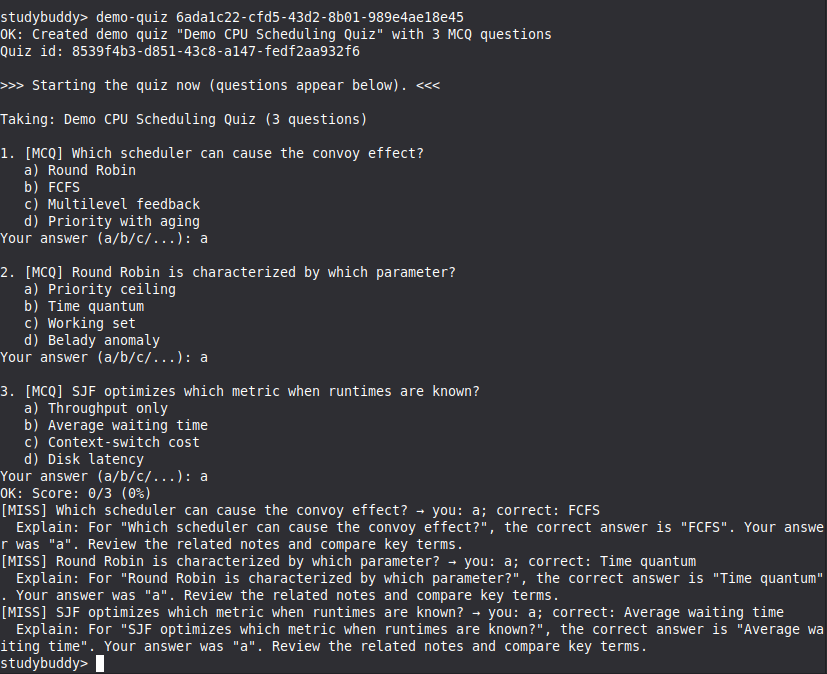 studybuddy> demo-quiz 6ada1c22-cfd5-43d2-8b01-989e4ae18e45
OK: Created demo quiz "Demo CPU Scheduling Quiz" with 3 MCQ questions
Quiz id: 8539f4b3-d851-43c8-a147-fedf2aa932f6
>>> Starting the quiz now (questions appear below). <<<
Taking: Demo CPU Scheduling Quiz (3 questions)
1. [MCQ] Which scheduler can cause the convoy effect?
   a) Round Robin
   b) FCFS
   c) Multilevel feedback
   d) Priority with aging
Your answer (a/b/c/...): a
2. [MCQ] Round Robin is characterized by which parameter?
   a) Priority ceiling
   b) Time quantum
   c) Working set
   d) Belady anomaly
Your answer (a/b/c/...): a
3. [MCQ] SJF optimizes which metric when runtimes are known?
   a) Throughput only
   b) Average waiting time
   c) Context-switch cost
   d) Disk latency
Your answer (a/b/c/...): a
OK: Score: 0/3 (0%)
[MISS] Which scheduler can cause the convoy effect? → you: a; correct: FCFS
  Explain: For "Which scheduler can cause the convoy effect?", the correct answer is "FCFS". Your answe
r was "a". Review the related notes and compare key terms.
[MISS] Round Robin is characterized by which parameter? → you: a; correct: Time quantum
  Explain: For "Round Robin is characterized by which parameter?", the correct answer is "Time quantum"
. Your answer was "a". Review the related notes and compare key terms.
[MISS] SJF optimizes which metric when runtimes are known? → you: a; correct: Average waiting time
  Explain: For "SJF optimizes which metric when runtimes are known?", the correct answer is "Average wa
iting time". Your answer was "a". Review the related notes and compare key terms.
studybuddy>